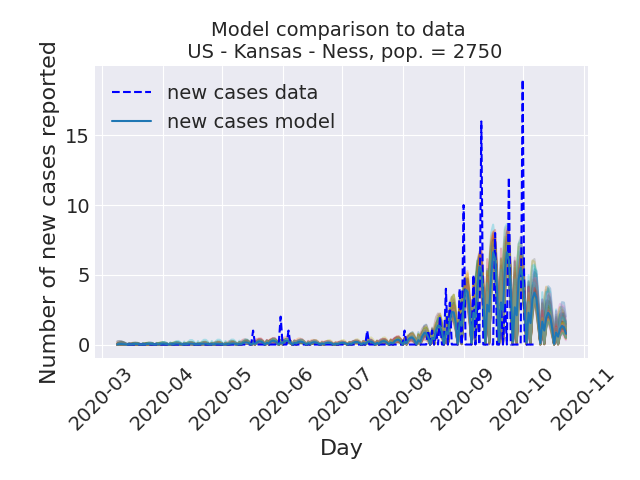 Model comparison to data
US - Kansas - Ness, pop. = 2750
new cases data
new cases model
Number of new cases reported
15
10
5
0
2020-03
2020-04
2020-05
2020-06
2020-07
2020-08
2020-09
2020-10
2020-11
Day